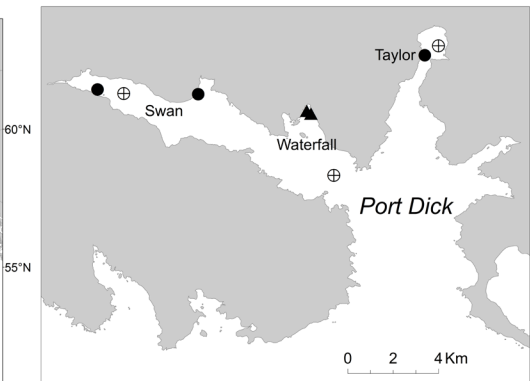 Taylor
Swan
60°N
Waterfall
Port Dick
55°N
0 2 4 Km